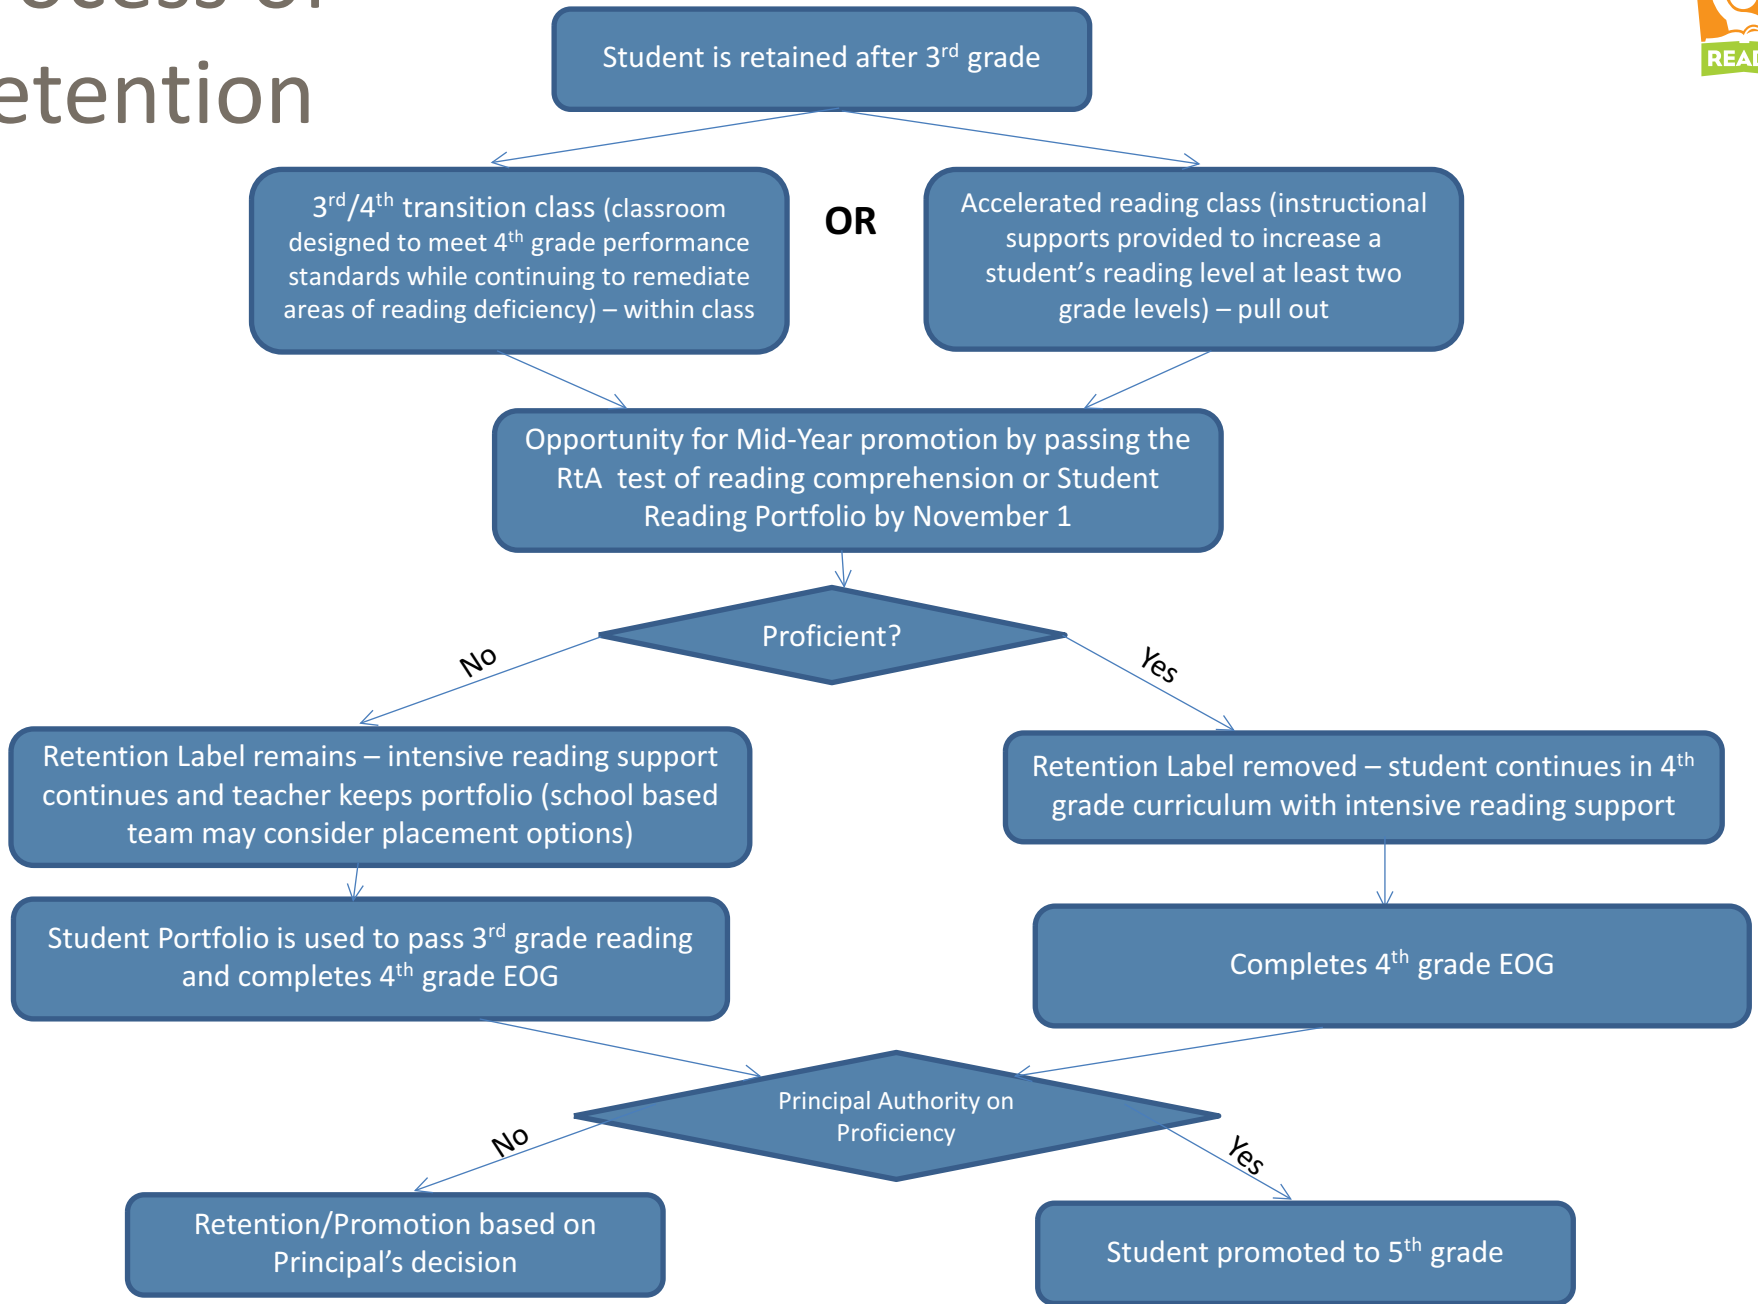 etention
Student is retained after 3rd grade
READ
3rd/4th transition class (classroom
designed to meet 4th grade performance
standards while continuing to remediate
areas of reading deficiency) – within class
OR
Accelerated reading class (instructional
supports provided to increase a
student’s reading level at least two
grade levels) – pull out
Opportunity for Mid-Year promotion by passing the
RtA  test of reading comprehension or Student
Reading Portfolio by November 1
Proficient?
No
Yes
Retention Label remains – intensive reading support
continues and teacher keeps portfolio (school based
team may consider placement options)
Retention Label removed – student continues in 4th
grade curriculum with intensive reading support
Student Portfolio is used to pass 3rd grade reading
and completes 4th grade EOG
Completes 4th grade EOG
Principal Authority on
Proficiency
No
Yes
Retention/Promotion based on
Principal’s decision
Student promoted to 5th grade